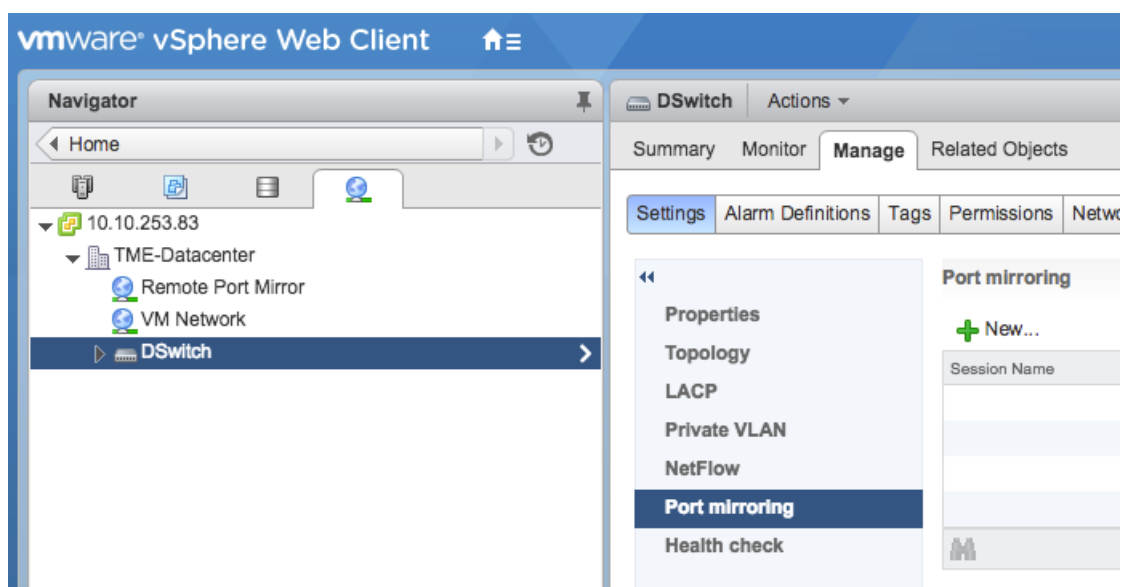 vmware® vSphere Web Client
Navigator
Home
10.10.253.83
TME-Datacenter
Remote Port Mirror
VM Network
DSwitch
DSwitch Actions
Summary Monitor Manage Related Objects
Settings Alarm Definitions Tags Permissions
Properties
Topology
LACP
Private VLAN
NetFlow
Port mirroring
Health check
Port mirroring
New...
Session Name